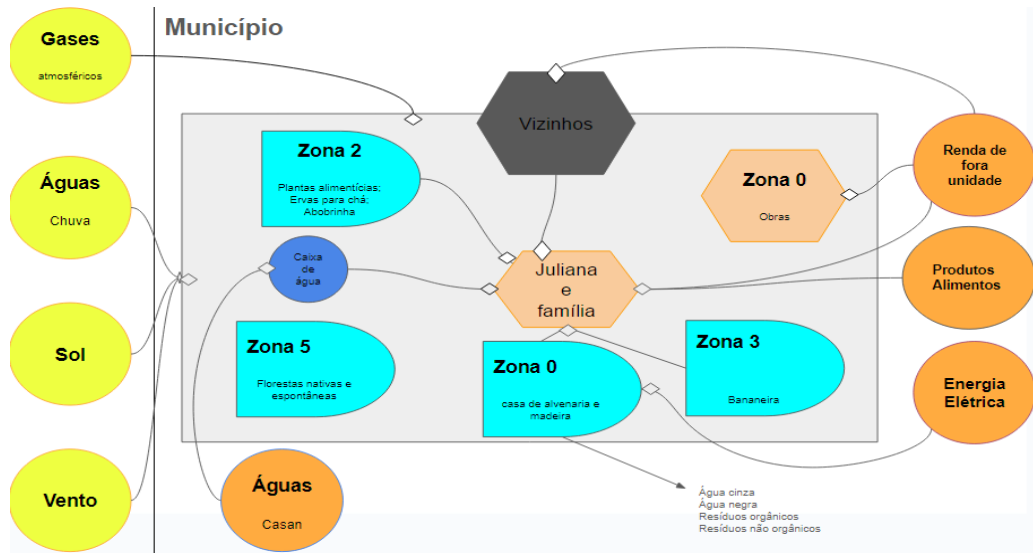 Município
Gases
atmosféricos
Águas
Chuva
Sol
Vento
Vizinhos
Zona 2
Plantas alimentícias;
Ervas para chá;
Abobrinha
Zona 0
Obras
Renda de
fora
unidade
Caixa
de
água
Juliana
e
família
Produtos
Alimentos
Zona 5
Florestas nativas e
espontâneas
Zona 0
casa de alvenaria e
madeira
Zona 3
Bananeira
Energia
Elétrica
Águas
Casan
Água cinza
Água negra
Resíduos orgânicos
Resíduos não orgânicos